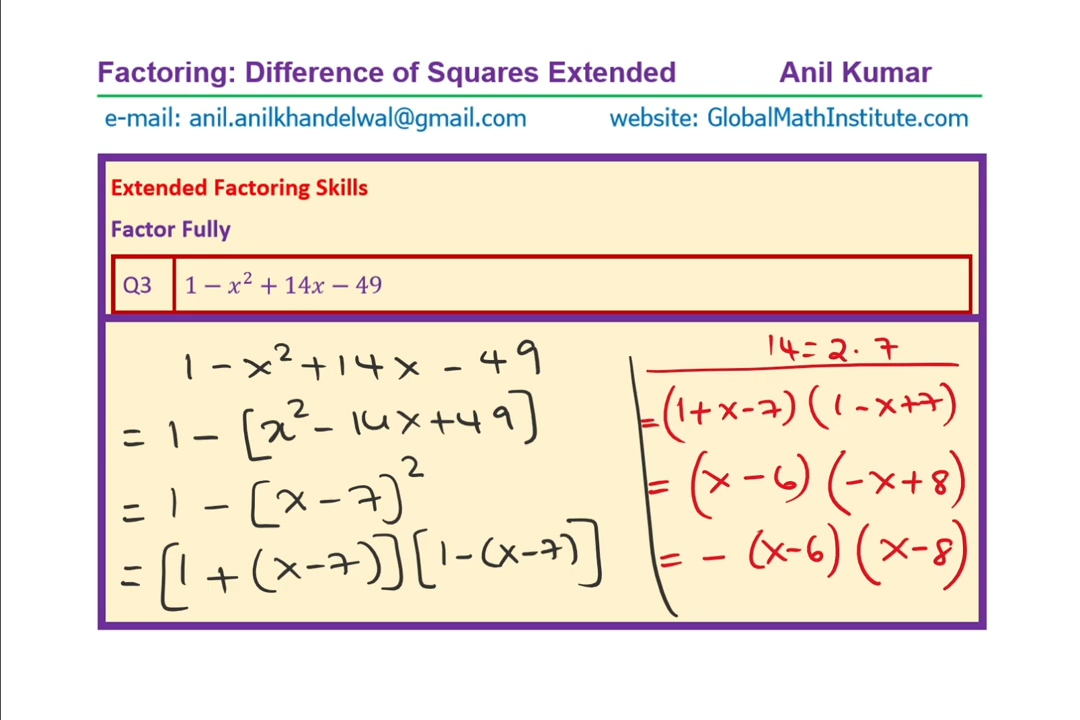 Factoring: Difference of Squares Extended Anil Kumar
e-mail: anil.anilkhandelwal@gmail.com website: GlobalMathInstitute.com
Extended Factoring Skills
Factor Fully
Q3 1 − x² + 14x − 49
1 − x² + 14x − 49
= 1 − [x² − 14x + 49]
= 1 − [x − 7)²
= [1 + (x−7)][1 − (x−7)]
14 = 2 · 7
= (1+x−7)(1−x+7)
= (x−6)(−x+8)
= − (x−6)(x−8)